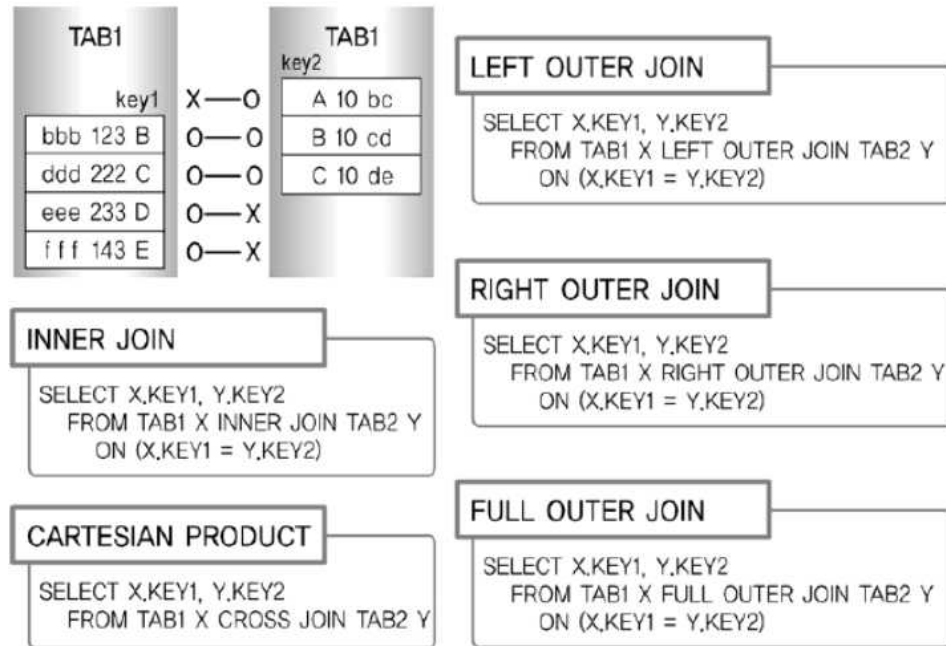 TAB1
key1
bbb 123 B
ddd 222 C
eee 233 D
fff 143 E
X—O
O—O
O—O
O—X
O—X
TAB1
key2
A 10 bc
B 10 cd
C 10 de
INNER JOIN
SELECT X.KEY1, Y.KEY2
FROM TAB1 X INNER JOIN TAB2 Y
ON (X.KEY1 = Y.KEY2)
CARTESIAN PRODUCT
SELECT X.KEY1, Y.KEY2
FROM TAB1 X CROSS JOIN TAB2 Y
LEFT OUTER JOIN
SELECT X.KEY1, Y.KEY2
FROM TAB1 X LEFT OUTER JOIN TAB2 Y
ON (X.KEY1 = Y.KEY2)
RIGHT OUTER JOIN
SELECT X.KEY1, Y.KEY2
FROM TAB1 X RIGHT OUTER JOIN TAB2 Y
ON (X.KEY1 = Y.KEY2)
FULL OUTER JOIN
SELECT X.KEY1, Y.KEY2
FROM TAB1 X FULL OUTER JOIN TAB2 Y
ON (X.KEY1 = Y.KEY2)